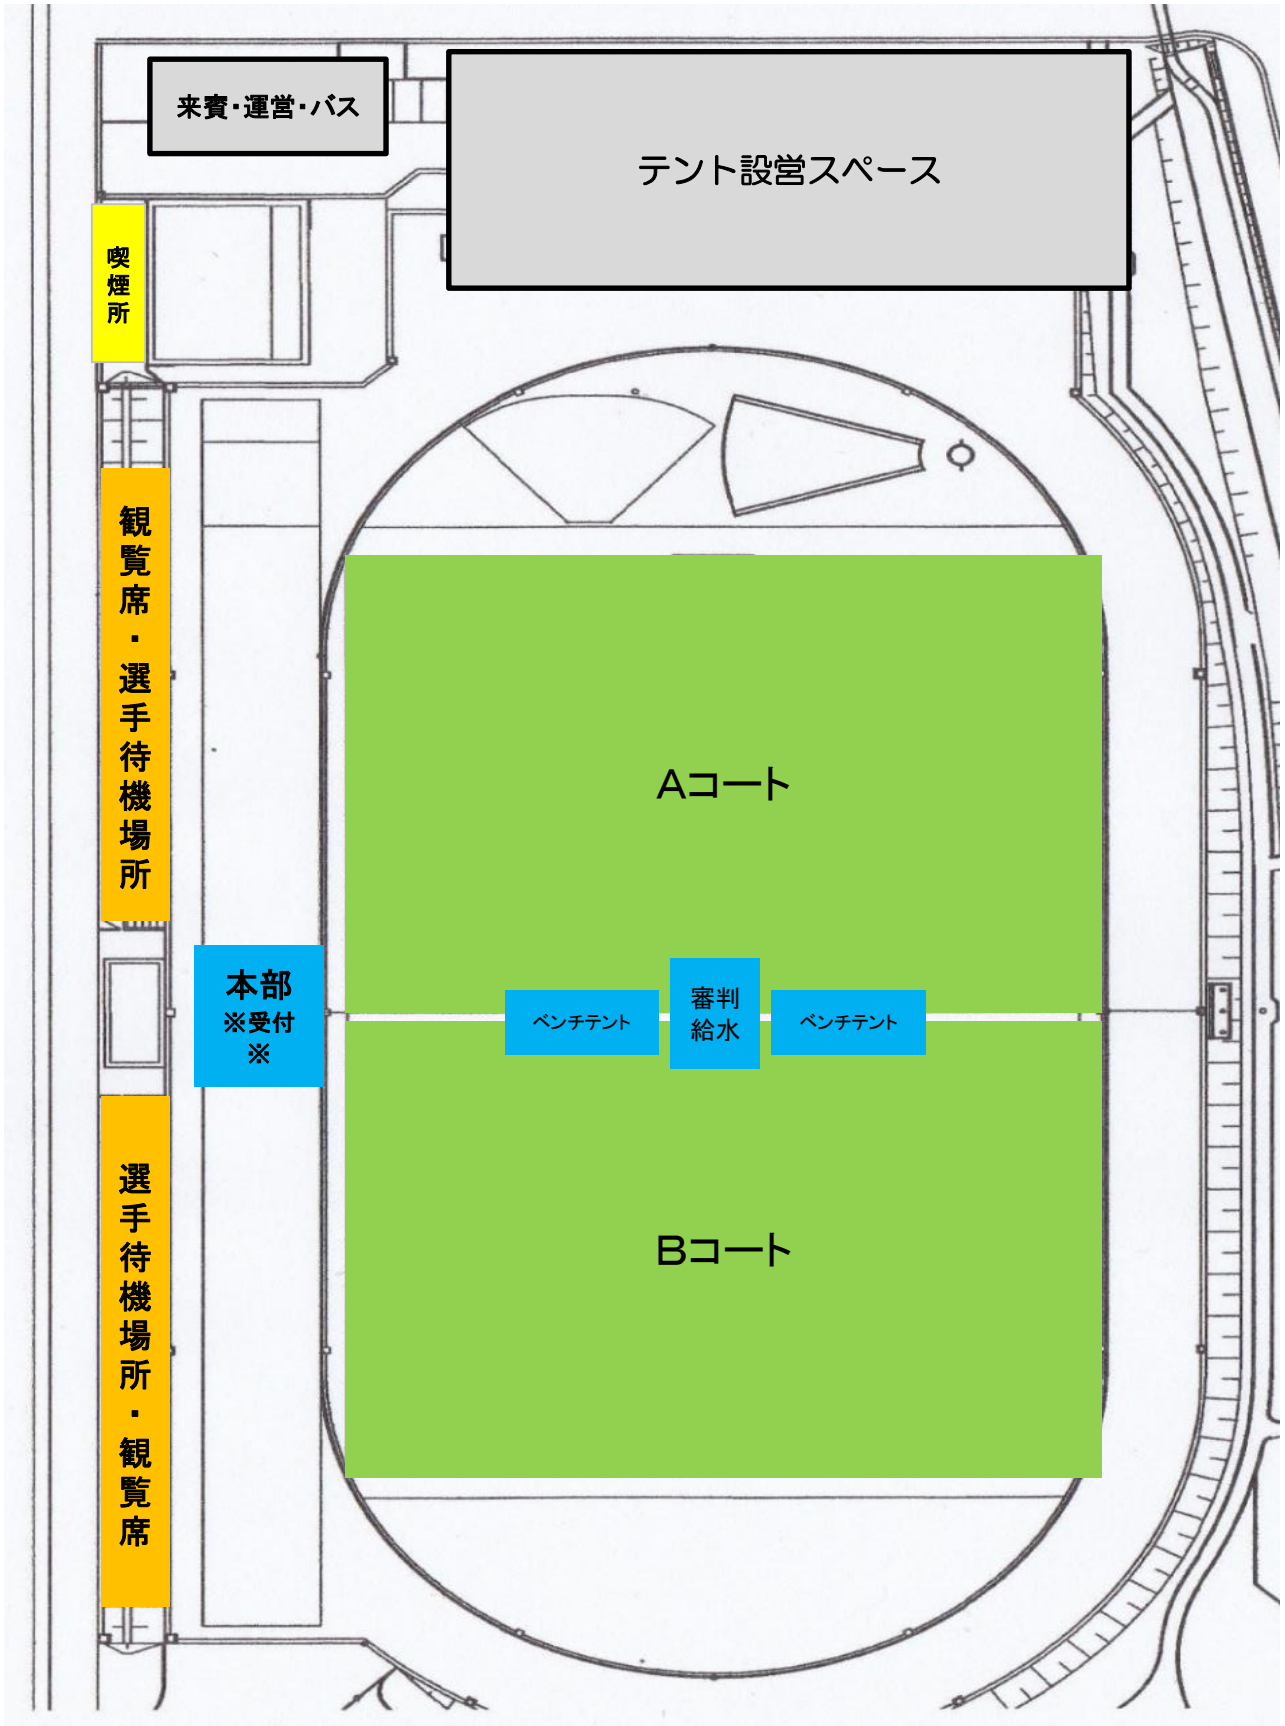 来賓・運営・バス
テント設営スペース
喫煙所
観覧席・選手待機場所
Aコート
本部
※受付
※
ベンチテント
審判
給水
ベンチテント
Bコート
選手待機場所・観覧席